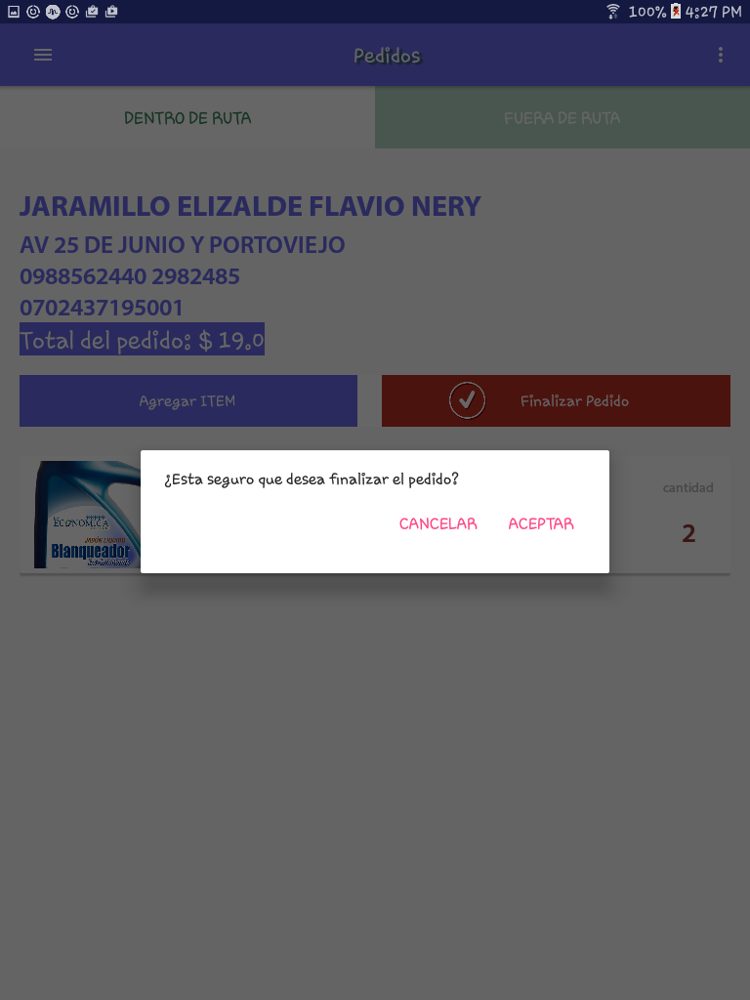 100% 4:27 PM
Pedidos
DENTRO DE RUTA
FUERA DE RUTA
JARAMILLO ELIZALDE FLAVIO NERY
AV 25 DE JUNIO Y PORTOVIEJO
0988562440 2982485
0702437195001
Total del pedido: $ 19.0
Agregar ITEM
Finalizar Pedido
¿Esta seguro que desea finalizar el pedido?
CANCELAR
ACEPTAR
cantidad
2
ECONOMICA
JABÓN LIQUIDO
Blanqueador